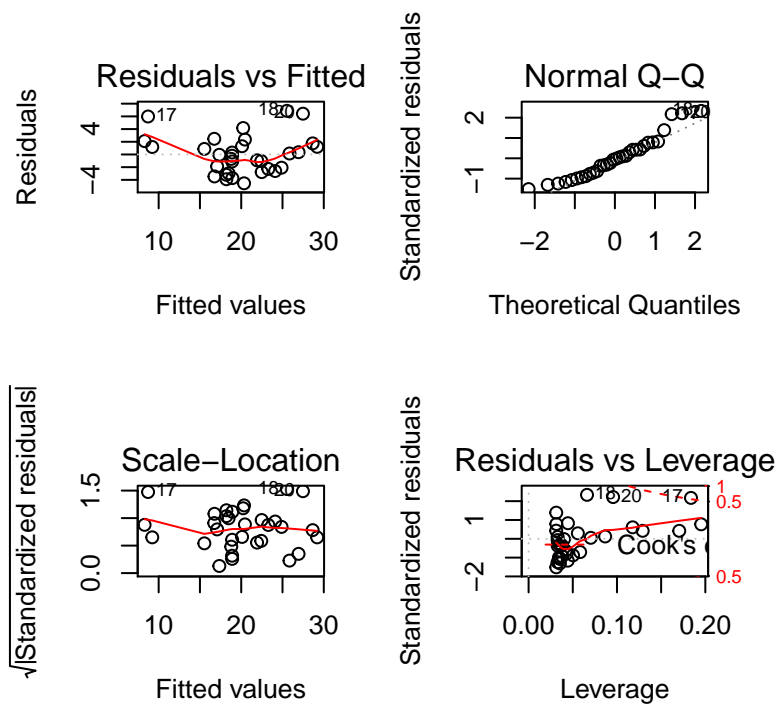 Residuals vs Fitted
Residuals
4
−4
17
18
20
10 20 30
Fitted values
Normal Q−Q
Standardized residuals
2
−1
18
17
20
−2 0 1 2
Theoretical Quantiles
Scale−Location
√|Standardized residuals|
1.5
0.0
17
18
20
10 20 30
Fitted values
Residuals vs Leverage
Standardized residuals
1
−2
18 20 17
1
0.5
Cook's
0.5
0.00 0.10 0.20
Leverage